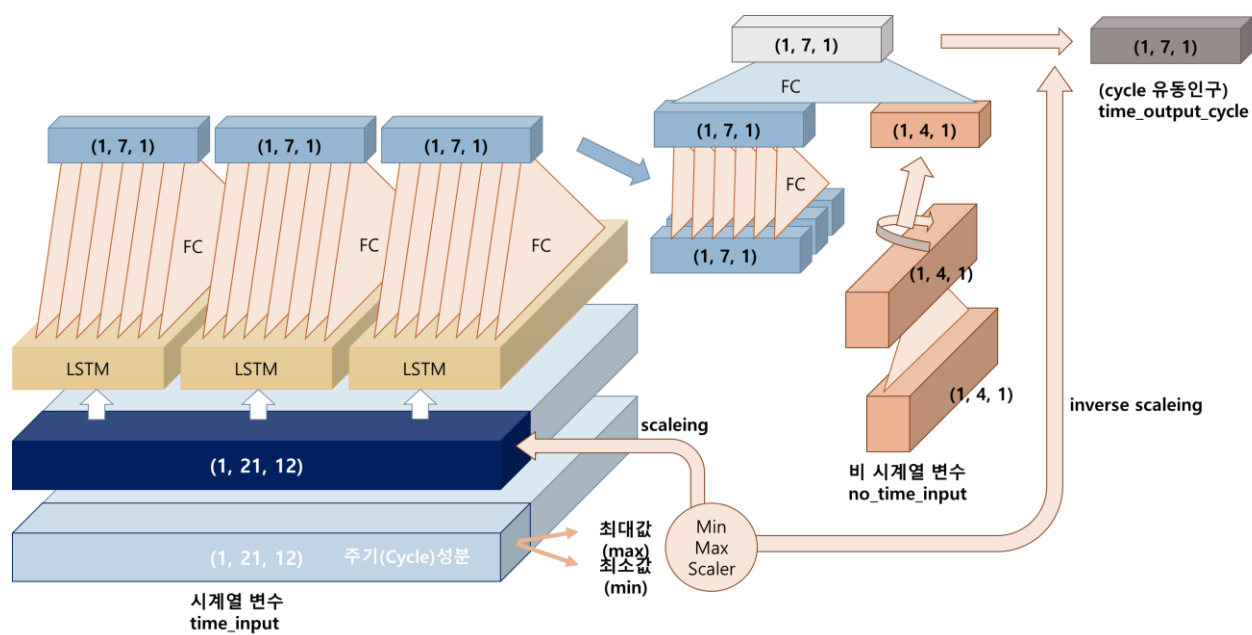 (1, 7, 1)
(1, 7, 1)
(cycle 유동인구)
time_output_cycle
FC
(1, 7, 1)
(1, 7, 1)
(1, 7, 1)
(1, 7, 1)
(1, 4, 1)
FC
FC
FC
FC
(1, 7, 1)
(1, 4, 1)
LSTM
LSTM
LSTM
(1, 4, 1)
inverse scaleing
scaleing
(1, 21, 12)
비 시계열 변수
no_time_input
Min
Max
Scaler
최대값
(max)
최소값
(min)
(1, 21, 12)
주기(Cycle)성분
시계열 변수
time_input